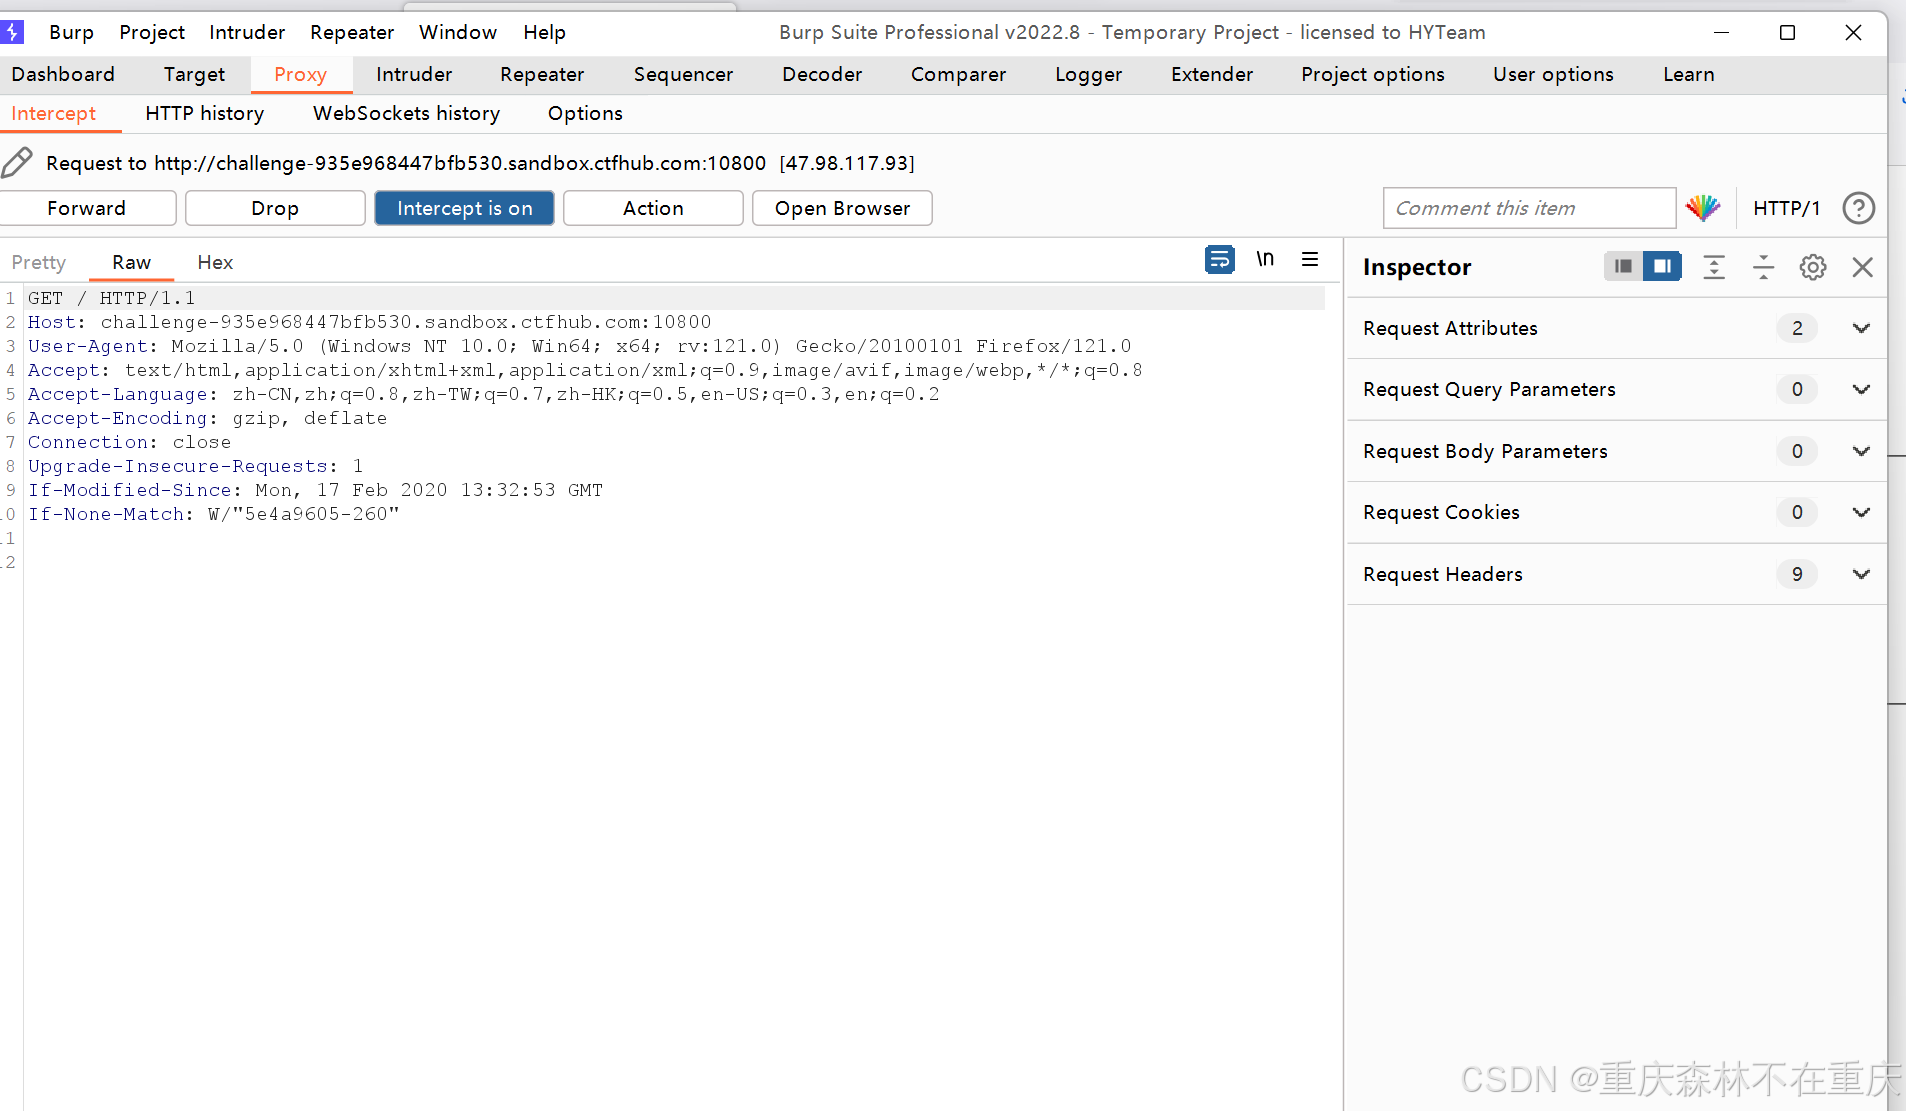 Burp Project Intruder Repeater Window Help Burp Suite Professional v2022.8 - Temporary Project - licensed to HYTeam
Dashboard Target Proxy Intruder Repeater Sequencer Decoder Comparer Logger Extender Project options User options Learn
Intercept HTTP history WebSockets history Options
Request to http://challenge-935e968447bfb530.sandbox.ctfhub.com:10800 [47.98.117.93]
Forward Drop Intercept is on Action Open Browser Comment this item HTTP/1 ?
Pretty Raw Hex \n
Inspector
1 GET / HTTP/1.1
2 Host: challenge-935e968447bfb530.sandbox.ctfhub.com:10800
3 User-Agent: Mozilla/5.0 (Windows NT 10.0; Win64; x64; rv:121.0) Gecko/20100101 Firefox/121.0
4 Accept: text/html,application/xhtml+xml,application/xml;q=0.9,image/avif,image/webp,*/*;q=0.8
5 Accept-Language: zh-CN,zh;q=0.8,zh-TW;q=0.7,zh-HK;q=0.5,en-US;q=0.3,en;q=0.2
6 Accept-Encoding: gzip, deflate
7 Connection: close
8 Upgrade-Insecure-Requests: 1
9 If-Modified-Since: Mon, 17 Feb 2020 13:32:53 GMT
0 If-None-Match: W/"5e4a9605-260"
1
2
Request Attributes 2
Request Query Parameters 0
Request Body Parameters 0
Request Cookies 0
Request Headers 9
CSDN @重庆森林不在重庆